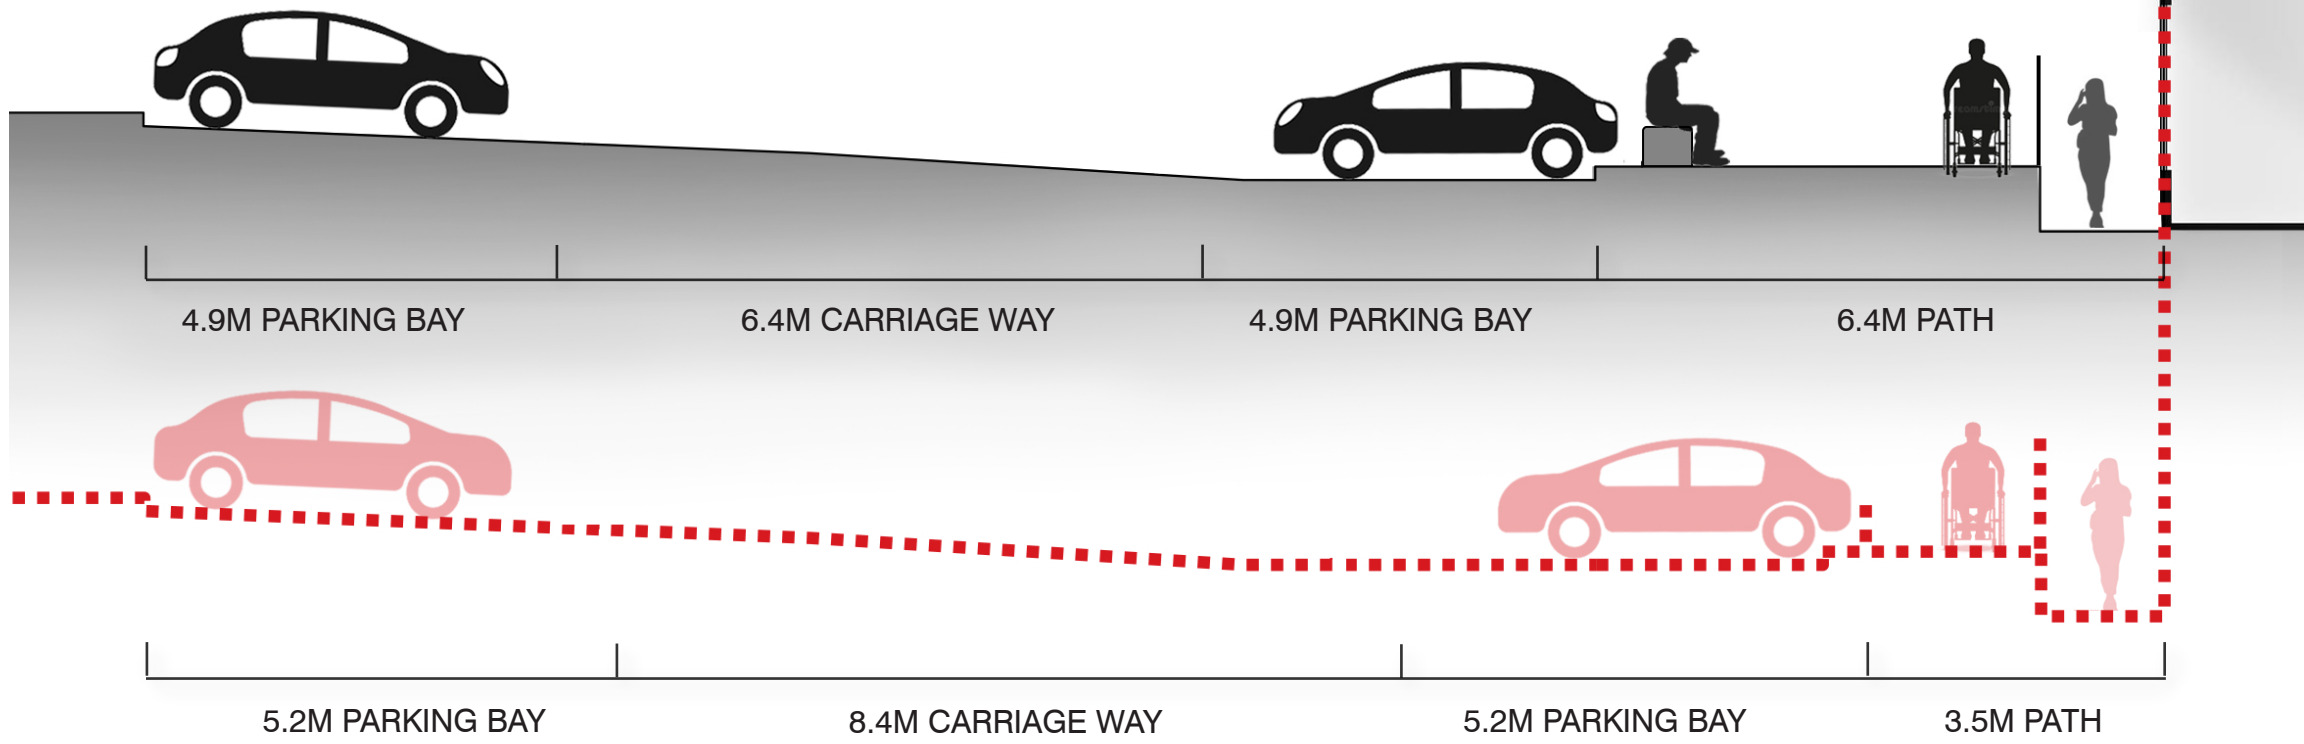 4.9M PARKING BAY
6.4M CARRIAGE WAY
4.9M PARKING BAY
6.4M PATH
5.2M PARKING BAY
8.4M CARRIAGE WAY
5.2M PARKING BAY
3.5M PATH